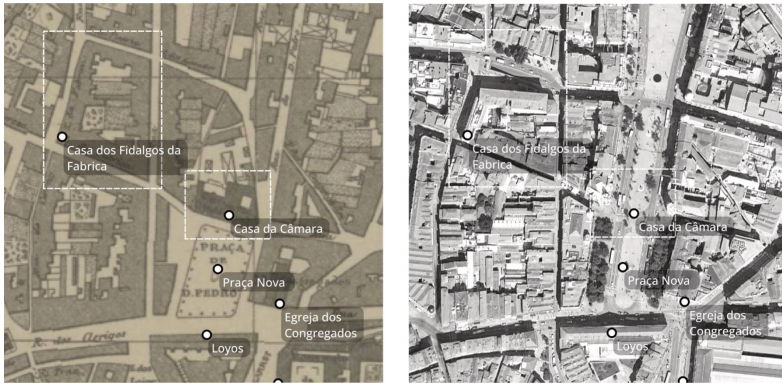 Casa dos Fidalgos da
Fabrica
Casa da Câmara
PRAÇA
DE
D. PEDRO
Praça Nova
Egreja dos
Congregados
R. dos Clerigos
Loyos
Casa dos Fidalgos da
Fabrica
Casa da Câmara
Praça Nova
Egreja dos
Congregados
Loyos